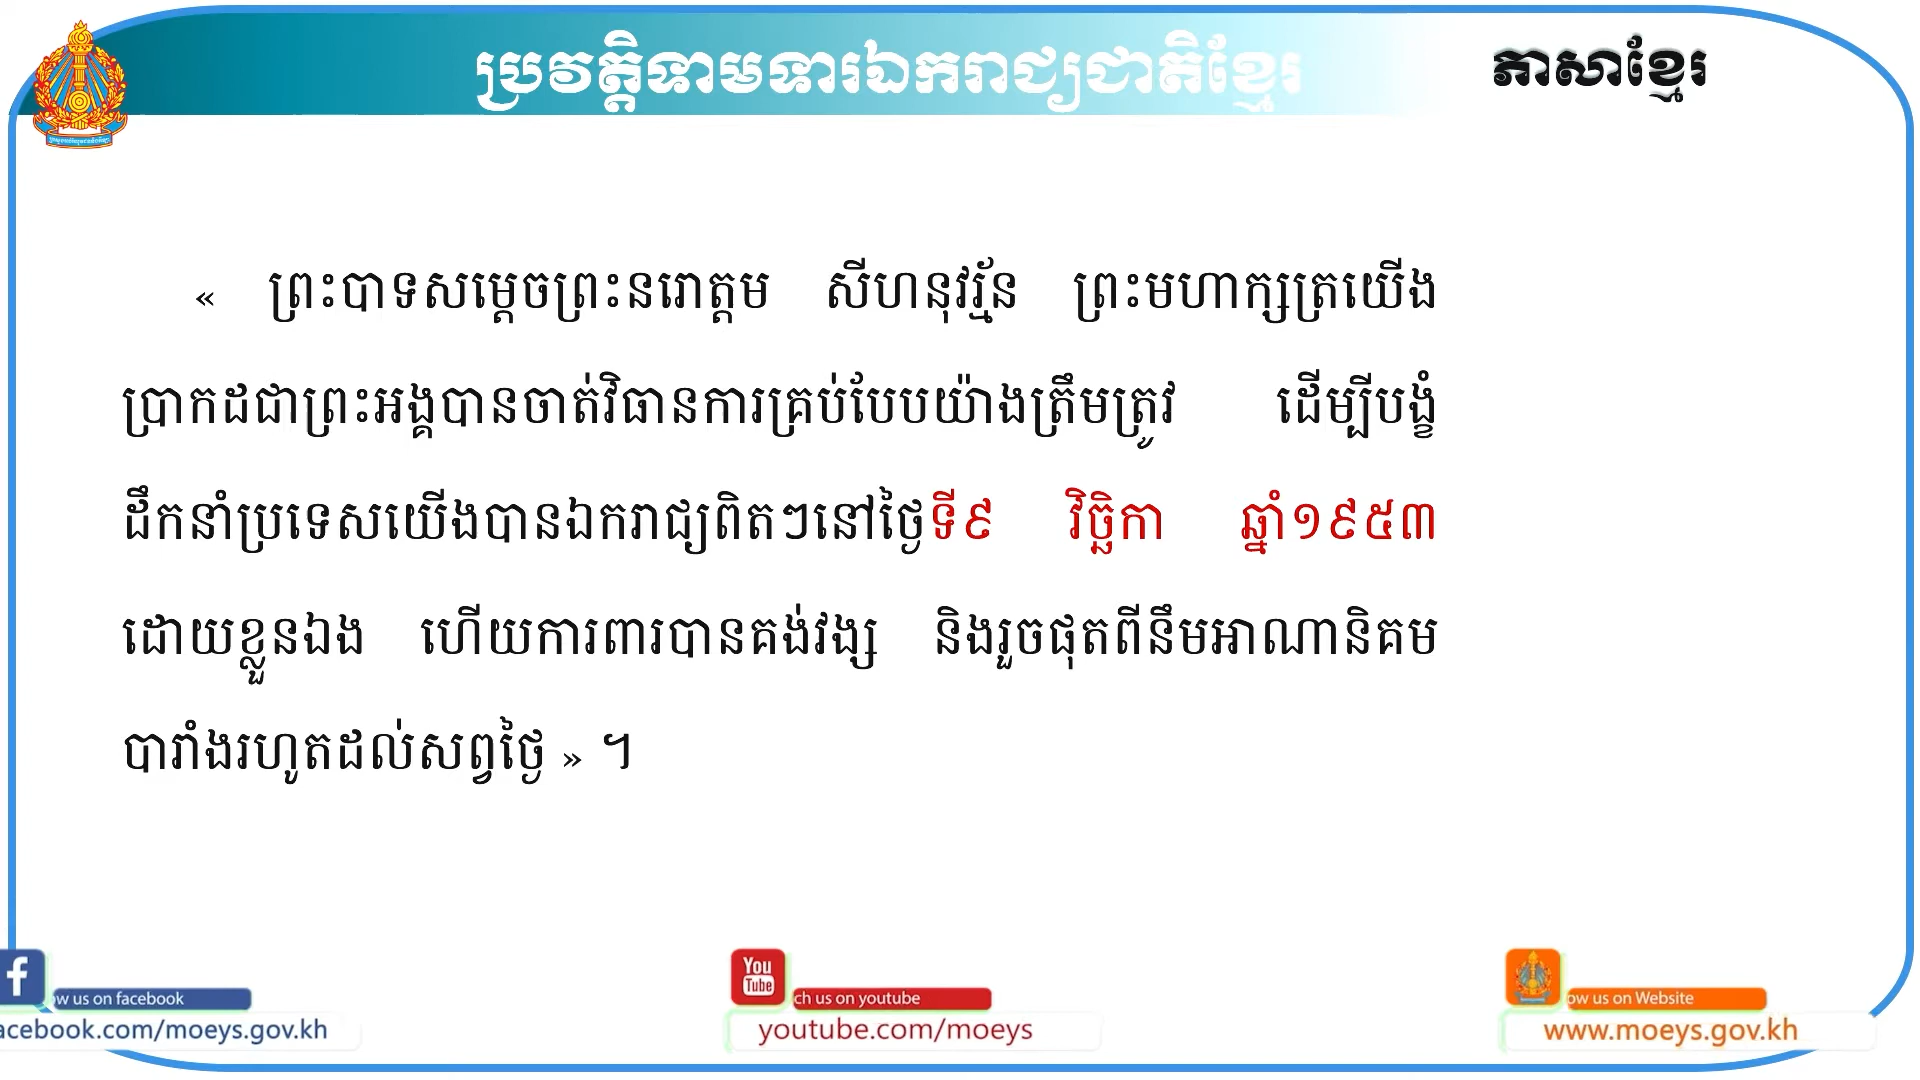 ប្រវត្តិទាមទារឯករាជ្យជាតិខ្មែរ
ភាសាខ្មែរ
« ព្រះបាទសម្តេចព្រះនរោត្តម សីហនុវរ្ម័ន ព្រះមហាក្សត្រយើង
ប្រាកដជាព្រះអង្គបានចាត់វិធានការគ្រប់បែបយ៉ាងត្រឹមត្រូវ ដើម្បីបង្ខំ
ដឹកនាំប្រទេសយើងបានឯករាជ្យពិតៗនៅថ្ងៃទី៩ វិច្ឆិកា ឆ្នាំ១៩៥៣
ដោយខ្លួនឯង ហើយការពារបានគង់វង្ស និងរួចផុតពីនឹមអាណានិគម
បារាំងរហូតដល់សព្វថ្ងៃ » ។
ow us on facebook
acebook.com/moeys.gov.kh
You
Tube
ch us on youtube
youtube.com/moeys
ow us on Website
www.moeys.gov.kh